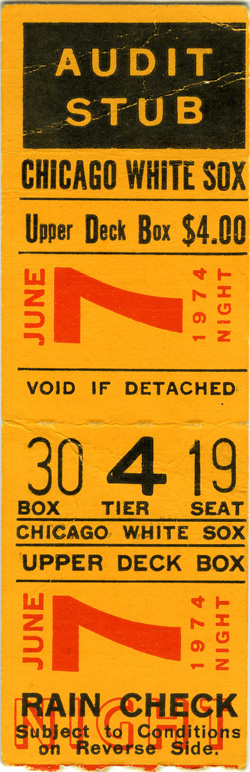 AUDIT
STUB
CHICAGO WHITE SOX
Upper Deck Box $4.00
JUNE
7
1974
NIGHT
VOID IF DETACHED
30 4 19
BOX TIER SEAT
CHICAGO WHITE SOX
UPPER DECK BOX
JUNE
7
1974
NIGHT
NIGHT
RAIN CHECK
Subject to Conditions
on Reverse Side.